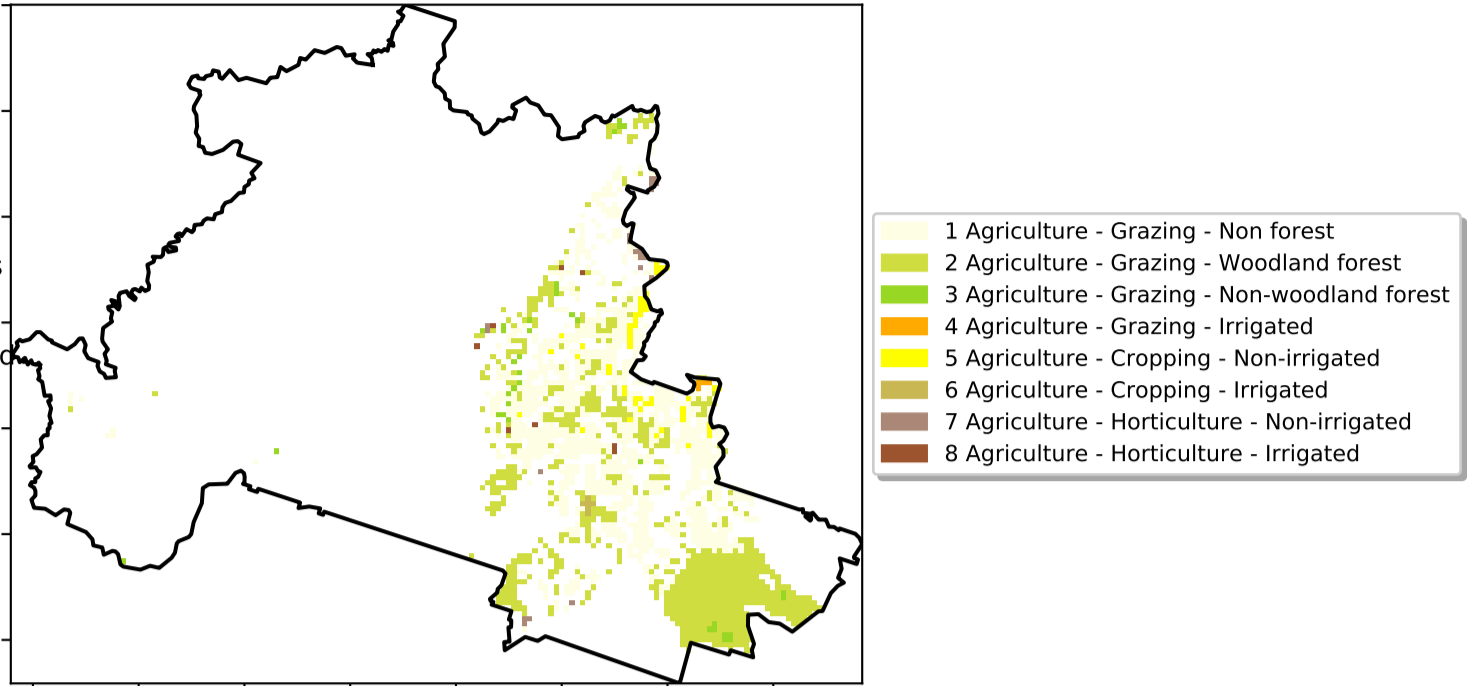 1 Agriculture - Grazing - Non forest
2 Agriculture - Grazing - Woodland forest
3 Agriculture - Grazing - Non-woodland forest
4 Agriculture - Grazing - Irrigated
5 Agriculture - Cropping - Non-irrigated
6 Agriculture - Cropping - Irrigated
7 Agriculture - Horticulture - Non-irrigated
8 Agriculture - Horticulture - Irrigated